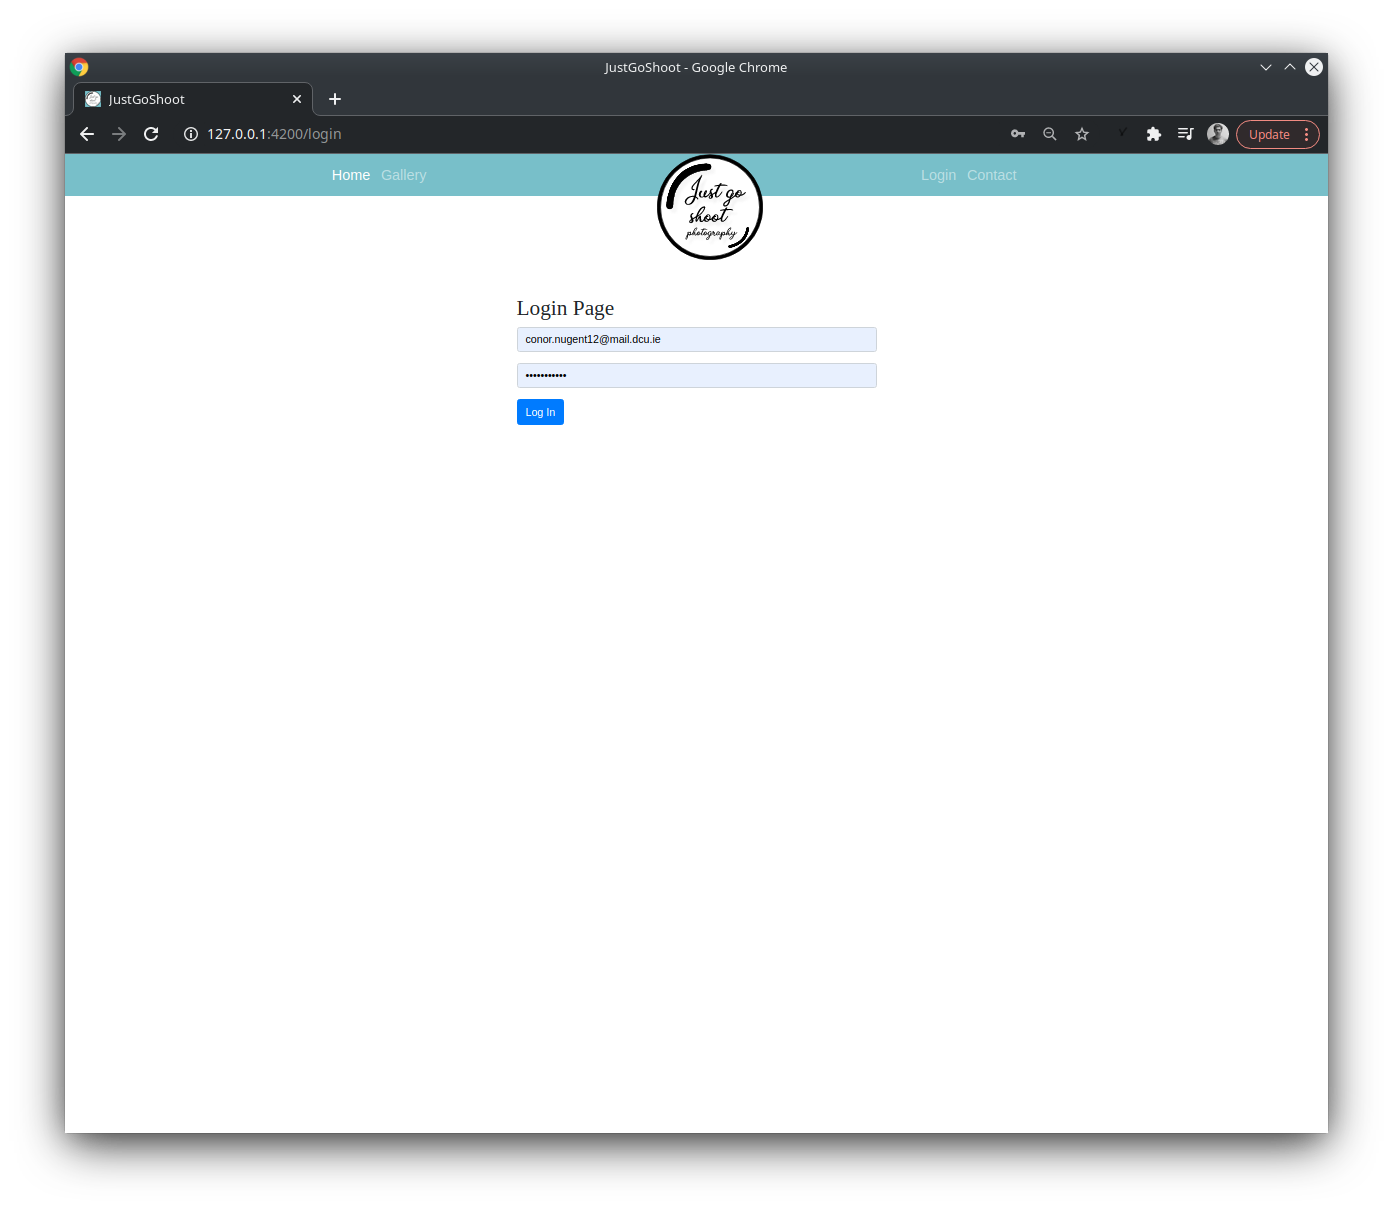 JustGoShoot - Google Chrome
JustGoShoot
127.0.0.1:4200/login
Update
Home Gallery
Login Contact
Just go
shoot
photography
Login Page
conor.nugent12@mail.dcu.ie
•••••••••••
Log In